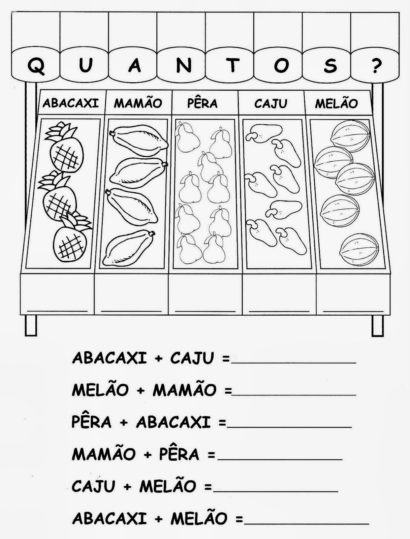 QUANTOS?
ABACAXI MAMÃO PÊRA CAJU MELÃO
ABACAXI + CAJU =
MELÃO + MAMÃO =
PÊRA + ABACAXI =
MAMÃO + PÊRA =
CAJU + MELÃO =
ABACAXI + MELÃO =